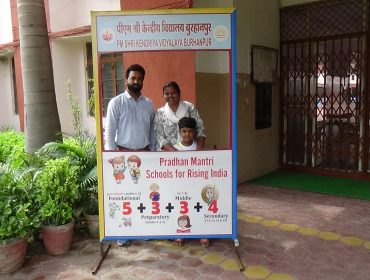 पीएम श्री केन्द्रीय विद्यालय बुरहानपुर
PM SHRI KENDRIYA VIDYALAYA BURHANPUR
Pradhan Mantri
Schools for Rising India
Foundational
Middle
5 + 3 + 3 + 4
Preparatory
Secondary